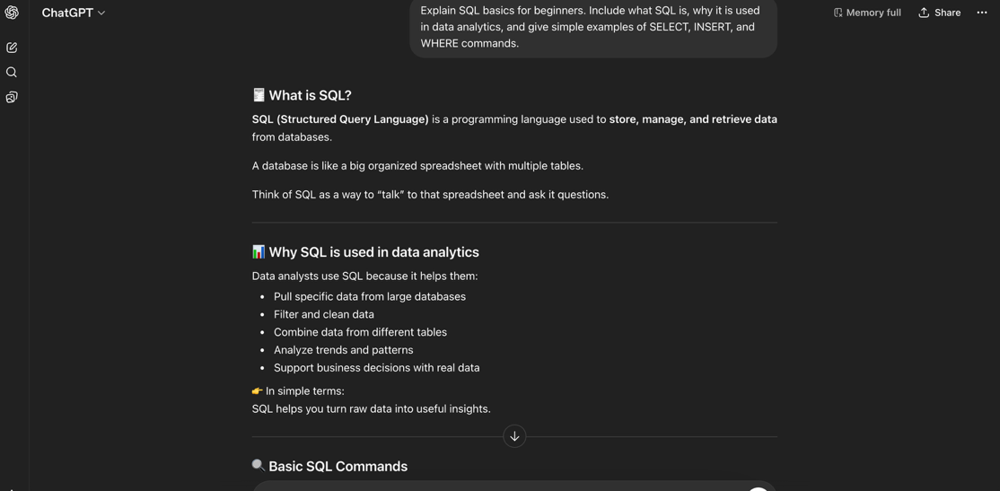 ChatGPT
Memory full
Share
Explain SQL basics for beginners. Include what SQL is, why it is used
in data analytics, and give simple examples of SELECT, INSERT, and
WHERE commands.
What is SQL?
SQL (Structured Query Language) is a programming language used to store, manage, and retrieve data
from databases.
A database is like a big organized spreadsheet with multiple tables.
Think of SQL as a way to “talk” to that spreadsheet and ask it questions.
Why SQL is used in data analytics
Data analysts use SQL because it helps them:
• Pull specific data from large databases
• Filter and clean data
• Combine data from different tables
• Analyze trends and patterns
• Support business decisions with real data
👉 In simple terms:
SQL helps you turn raw data into useful insights.
🔍 Basic SQL Commands